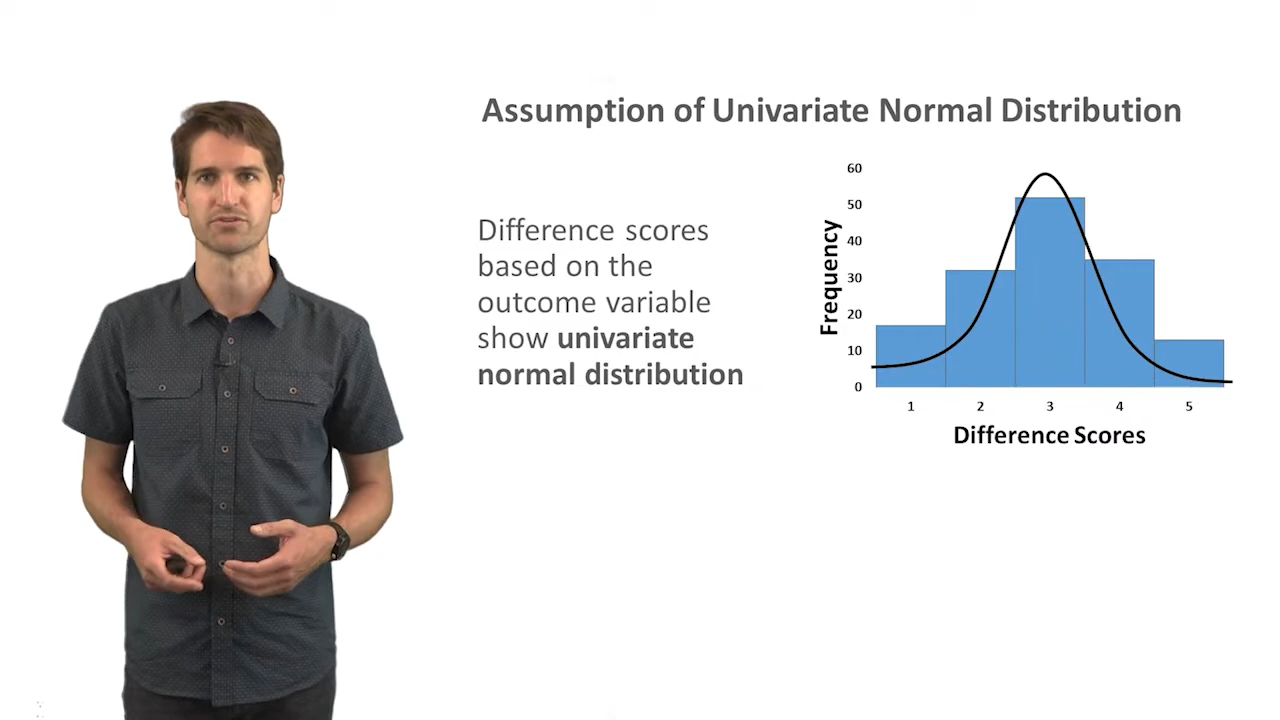 Assumption of Univariate Normal Distribution
Difference scores
based on the
outcome variable
show univariate
normal distribution
Frequency
60
50
40
30
20
10
0
1 2 3 4 5
Difference Scores